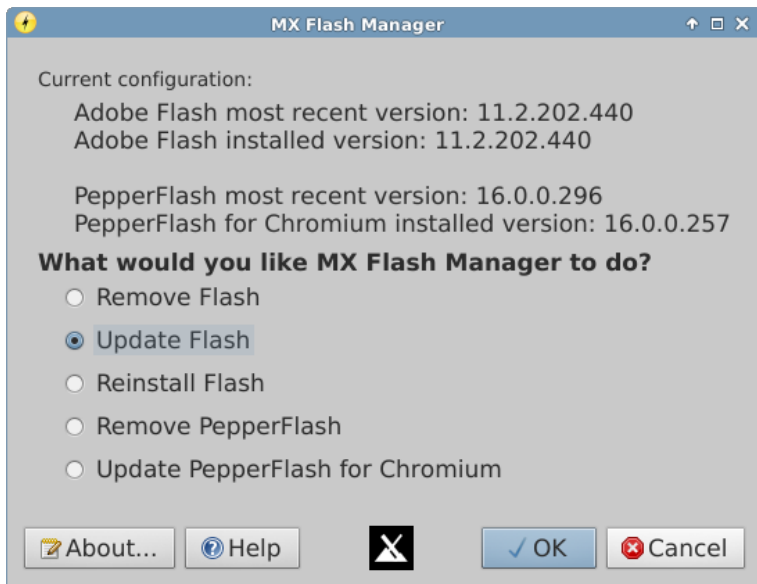 MX Flash Manager
Current configuration:
Adobe Flash most recent version: 11.2.202.440
Adobe Flash installed version: 11.2.202.440
PepperFlash most recent version: 16.0.0.296
PepperFlash for Chromium installed version: 16.0.0.257
What would you like MX Flash Manager to do?
Remove Flash
Update Flash
Reinstall Flash
Remove PepperFlash
Update PepperFlash for Chromium
About... Help OK Cancel